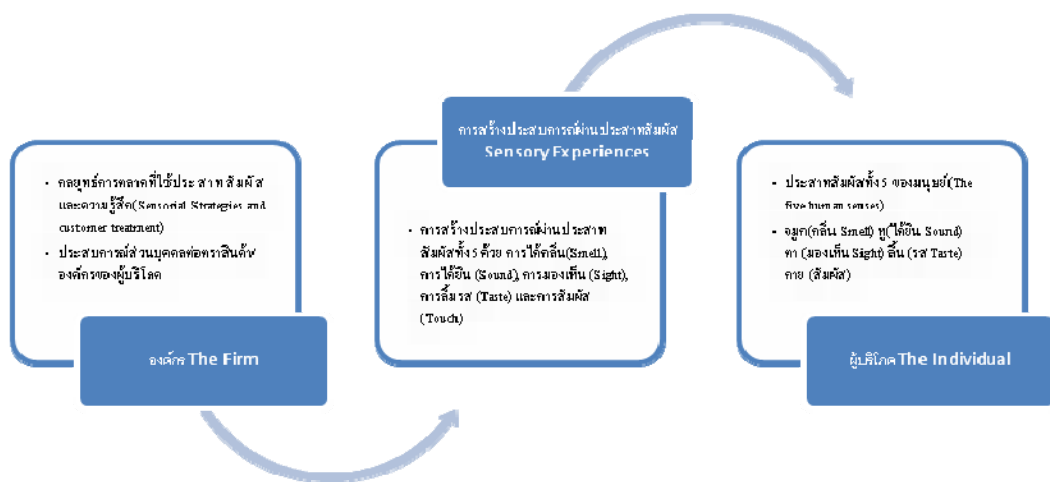 • กลยุทธ์การตลาดที่ใช้ประสาทสัมผัส
และความรู้สึก(Sensorial Strategies and
customer treatment)
• ประสบการณ์ส่วนบุคคลต่อตราสินค้า/
องค์กรของผู้บริโภค
องค์กร The Firm
การสร้างประสบการณ์ผ่านประสาทสัมผัส
Sensory Experiences
• การสร้างประสบการณ์ผ่านประสาท
สัมผัสทั้ง5 ด้วย การได้กลิ่น(Smell),
การได้ยิน (Sound), การมองเห็น (Sight),
การลิ้มรส (Taste) และการสัมผัส
(Touch)
• ประสาทสัมผัสทั้ง5 ของมนุษย์(The
five human senses)
• จมูก(กลิ่น Smell) หู(ได้ยิน Sound)
ตา (มองเห็น Sight) ลิ้น (รส Taste)
กาย (สัมผัส)
ผู้บริโภค The Individual